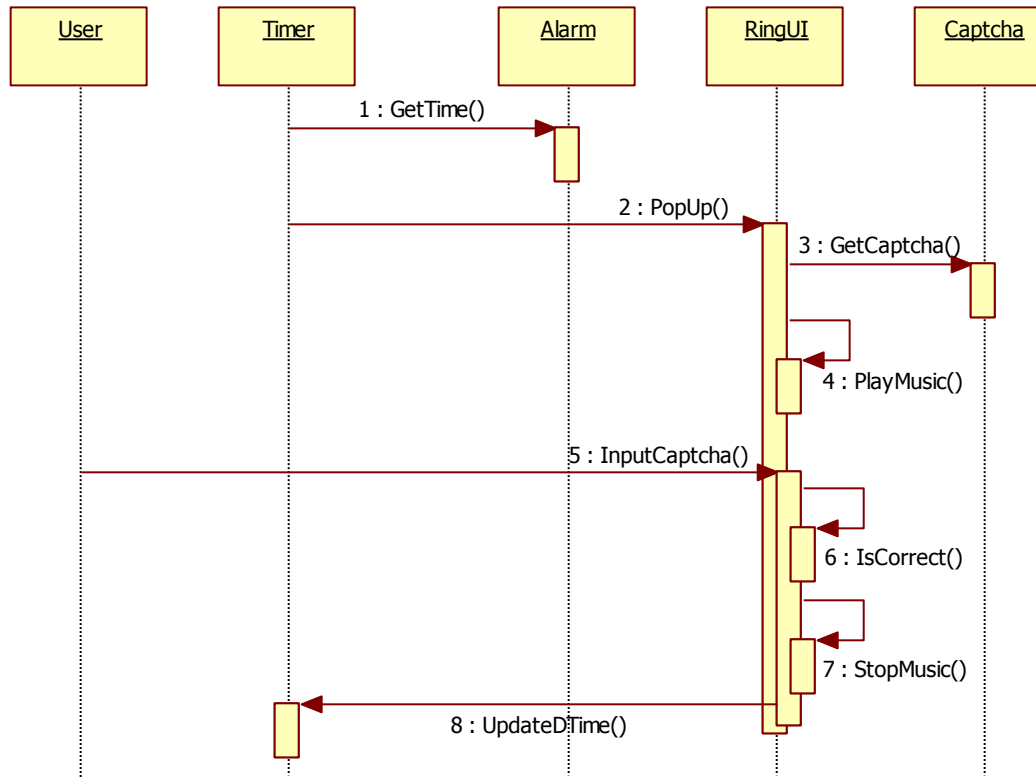 User
Timer
Alarm
RingUI
Captcha
1 : GetTime()
2 : PopUp()
3 : GetCaptcha()
4 : PlayMusic()
5 : InputCaptcha()
6 : IsCorrect()
7 : StopMusic()
8 : UpdateDTime()